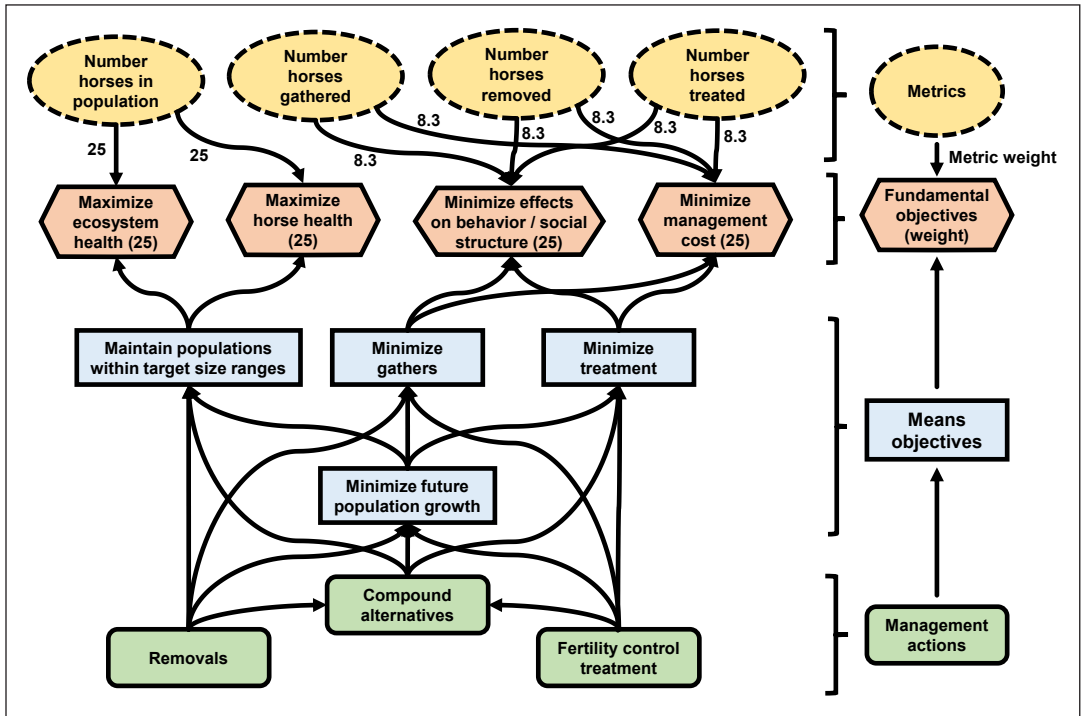 Number
horses in
population
Number
horses
gathered
Number
horses
removed
Number
horses
treated
Metrics
25
25
8.3
8.3
8.3
8.3
8.3
8.3
Metric weight
Maximize
ecosystem
health (25)
Maximize
horse health
(25)
Minimize effects
on behavior / social
structure (25)
Minimize
management
cost (25)
Fundamental
objectives
(weight)
Maintain populations
within target size ranges
Minimize
gathers
Minimize
treatment
Means
objectives
Minimize future
population growth
Compound
alternatives
Removals
Fertility control
treatment
Management
actions